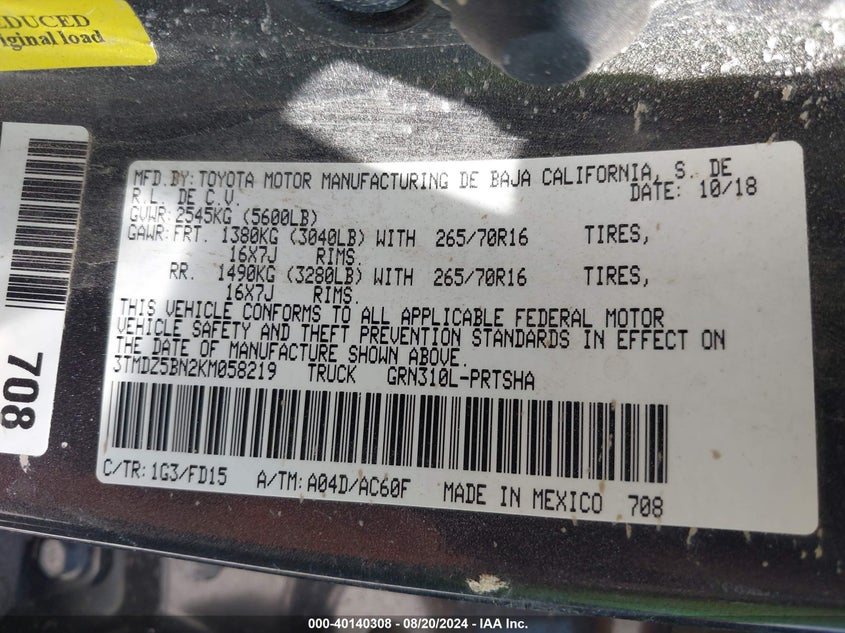 EDUCED
riginal load
708
MFD.BY:TOYOTA MOTOR MANUFACTURING DE BAJA CALIFORNIA, S. DE
R.L. DE C.V. DATE: 10/18
GVWR:2545KG (5600LB)
GAWR:FRT. 1380KG (3040LB) WITH 265/70R16 TIRES,
16X7J RIMS.
RR. 1490KG (3280LB) WITH 265/70R16 TIRES,
16X7J RIMS.
THIS VEHICLE CONFORMS TO ALL APPLICABLE FEDERAL MOTOR
VEHICLE SAFETY AND THEFT PREVENTION STANDARDS IN EFFECT ON
THE DATE OF MANUFACTURE SHOWN ABOVE.
3TMDZ5BN2KM058219 TRUCK GRN310L-PRTSHA
C/TR:1G3/FD15 A/TM:A04D/AC60F MADE IN MEXICO 708
000-40140308 - 08/20/2024 - IAA, Inc.